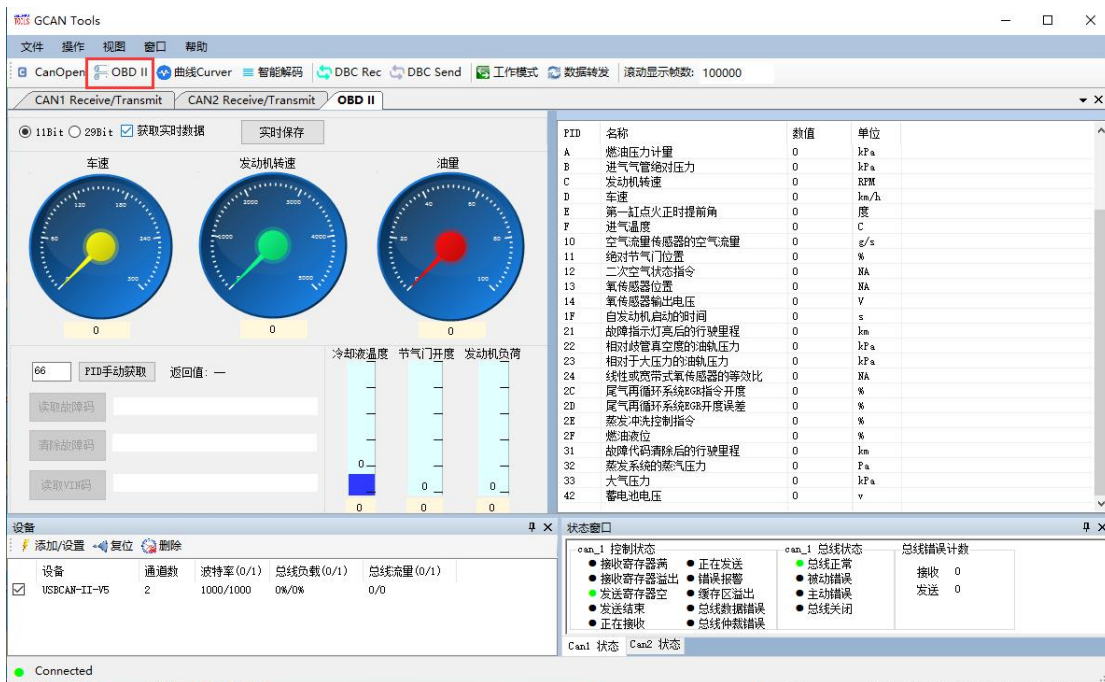 GCAN Tools
文件 操作 视图 窗口 帮助
CanOpen OBD II 曲线Curver 智能解码 DBC Rec DBC Send 工作模式 数据转发 滚动显示帧数: 100000
CAN1 Receive/Transmit CAN2 Receive/Transmit OBD II
11Bit 29Bit 获取实时数据 实时保存
车速 发动机转速 油量
0 60 120 180 240 300
0 1000 2000 3000 4000 5000
0 20 40 60 80 100
0 0 0
66 PID手动获取 返回值: —
读取故障码
清除故障码
读取VIN码
冷却液温度 节气门开度 发动机负荷
0 0 0
0 0 0
PID 名称 数值 单位
A 燃油压力计量 0 kPa
B 进气气管绝对压力 0 kPa
C 发动机转速 0 RPM
D 车速 0 km/h
E 第一缸点火正时提前角 0 度
F 进气温度 0 C
10 空气流量传感器的空气流量 0 g/s
11 绝对节气门位置 0 %
12 二次空气状态指令 0 NA
13 氧传感器位置 0 NA
14 氧传感器输出电压 0 V
1F 自发动机启动的时间 0 s
21 故障指示灯亮后的行驶里程 0 km
22 相对歧管真空度的油轨压力 0 kPa
23 相对于大压力的油轨压力 0 kPa
24 线性或宽带式氧传感器的等效比 0 NA
2C 尾气再循环系统EGR指令开度 0 %
2D 尾气再循环系统EGR开度误差 0 %
2E 蒸发冲洗控制指令 0 %
2F 燃油液位 0 %
31 故障代码清除后的行驶里程 0 km
32 蒸发系统的蒸汽压力 0 Pa
33 大气压力 0 kPa
42 蓄电池电压 0 v
设备
添加/设置 复位 删除
设备 通道数 波特率(0/1) 总线负载(0/1) 总线流量(0/1)
USBCAN-II-V5 2 1000/1000 0%/0% 0/0
状态窗口
can_1 控制状态 can_1 总线状态 总线错误计数
接收寄存器满 正在发送 总线正常 接收 0
接收寄存器溢出 错误报警 被动错误 发送 0
发送寄存器空 缓存区溢出 主动错误
发送结束 总线数据错误 总线关闭
正在接收 总线仲裁错误
Can1 状态 Can2 状态
Connected